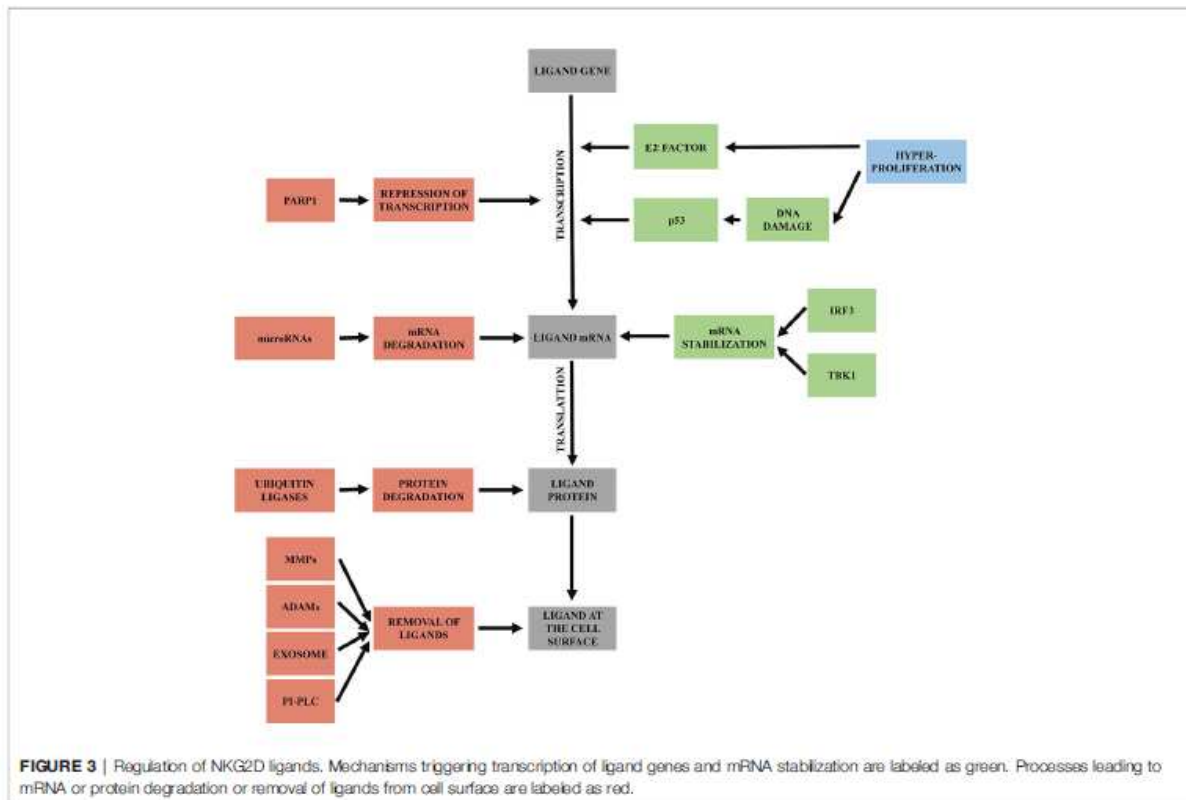 LIGAND GENE
TRANSCRIPTION
E2 FACTOR
HYPER-
PROLIFERATION
PARP1
REPRESSION OF
TRANSCRIPTION
p53
DNA
DAMAGE
microRNAs
mRNA
DEGRADATION
LIGAND mRNA
mRNA
STABILIZATION
IRF3
TBK1
TRANSLATTION
UBIQUITIN
LIGASES
PROTEIN
DEGRADATION
LIGAND
PROTEIN
MMPs
ADAMs
EXOSOME
PI-PLC
REMOVAL OF
LIGANDS
LIGAND AT
THE CELL
SURFACE
FIGURE 3 | Regulation of NKG2D ligands. Mechanisms triggering transcription of ligand genes and mRNA stabilization are labeled as green. Processes leading to
mRNA or protein degradation or removal of ligands from cell surface are labeled as red.